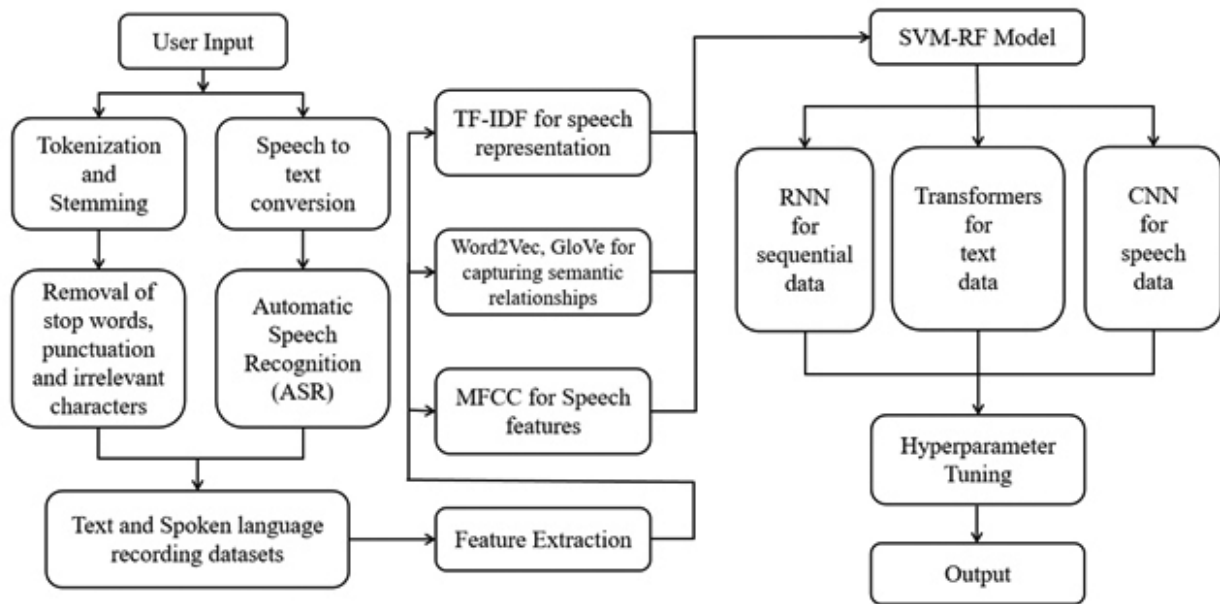 User Input
Tokenization
and
Stemming
Speech to
text
conversion
Removal of
stop words,
punctuation
and irrelevant
characters
Automatic
Speech
Recognition
(ASR)
Text and Spoken language
recording datasets
Feature Extraction
TF-IDF for speech
representation
Word2Vec, GloVe for
capturing semantic
relationships
MFCC for Speech
features
SVM-RF Model
RNN
for
sequential
data
Transformers
for
text
data
CNN
for
speech
data
Hyperparameter
Tuning
Output